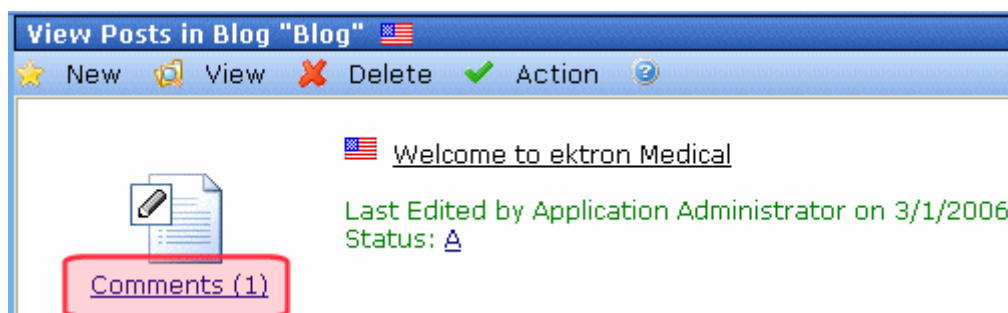 View Posts in Blog "Blog"
New View Delete Action ?
Welcome to ektron Medical
Last Edited by Application Administrator on 3/1/2006
Status: A
Comments (1)